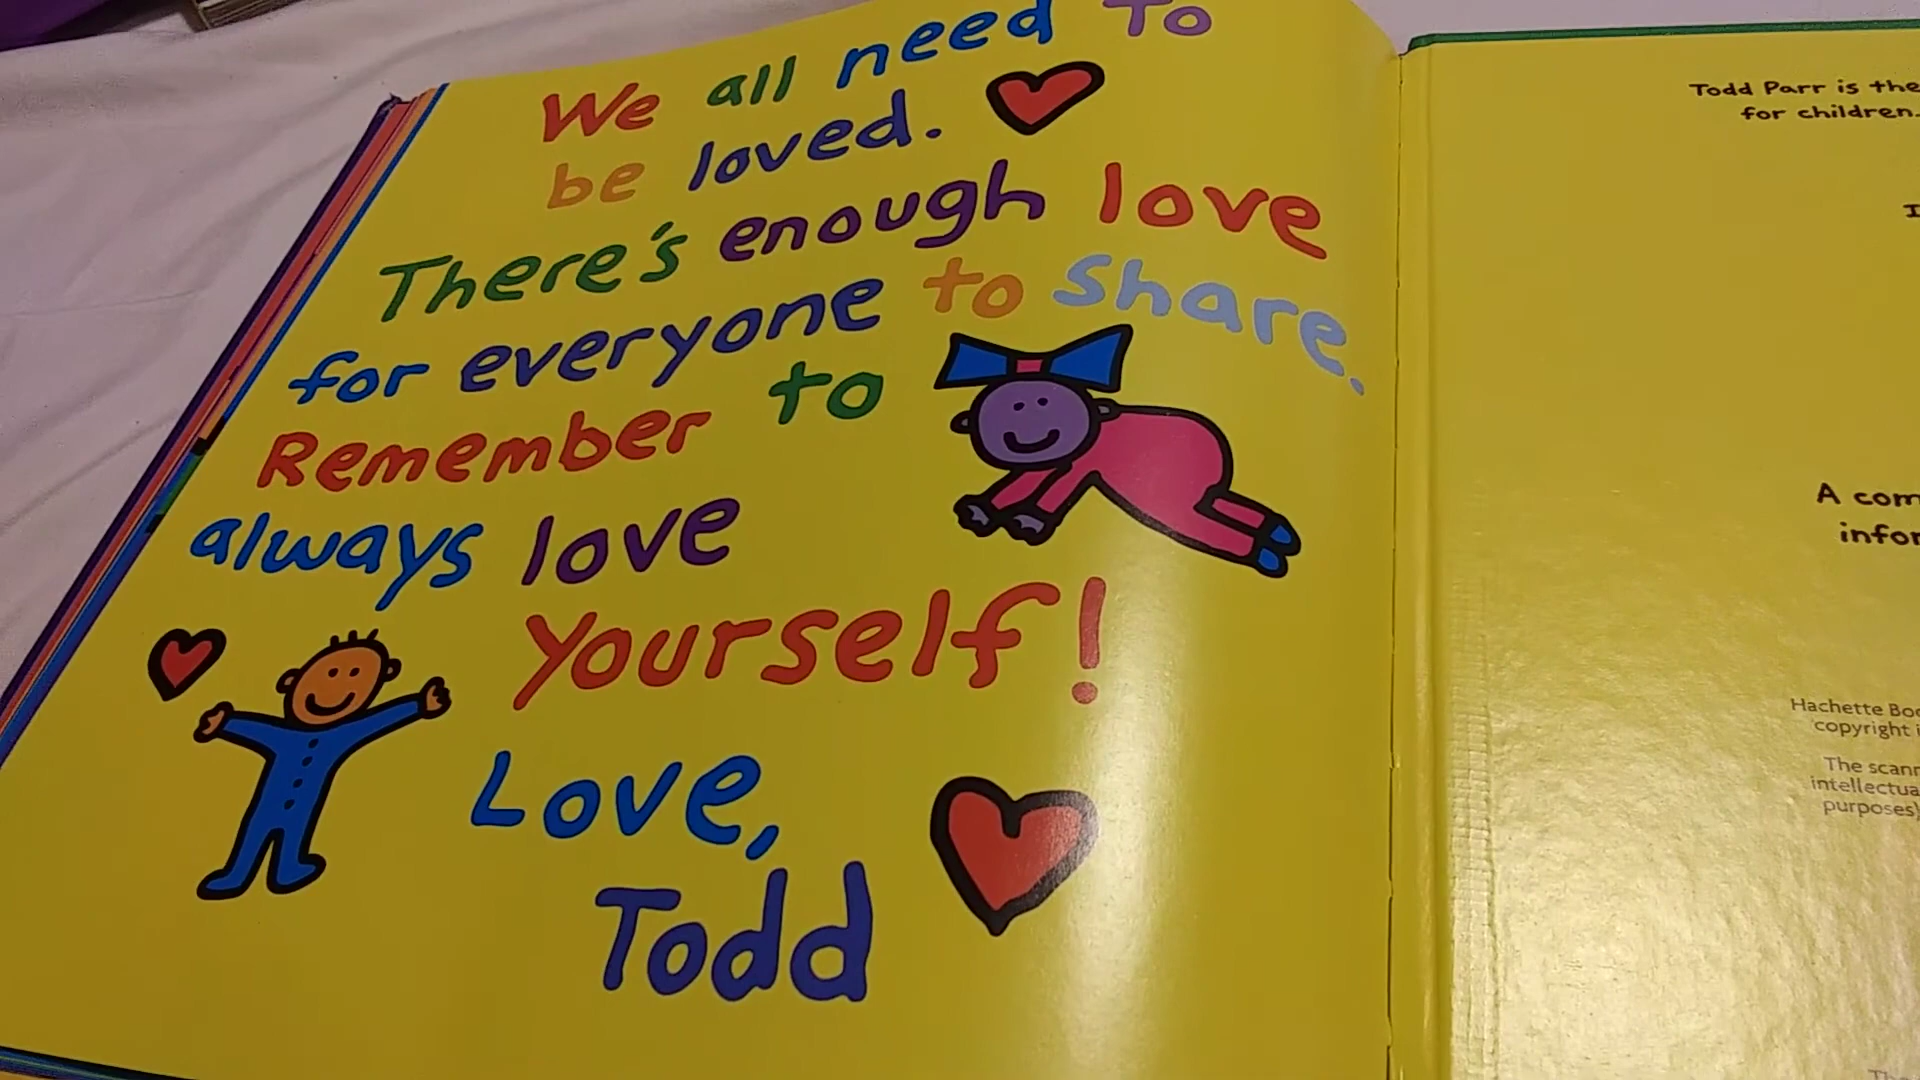 We all need to
be loved.
There's enough love
for everyone to share.
Remember to
always love
yourself!
Love,
Todd
Todd Parr is the
for children.
A com
infor
Hachette Boo
copyright i
The scann
intellectua
purposes)